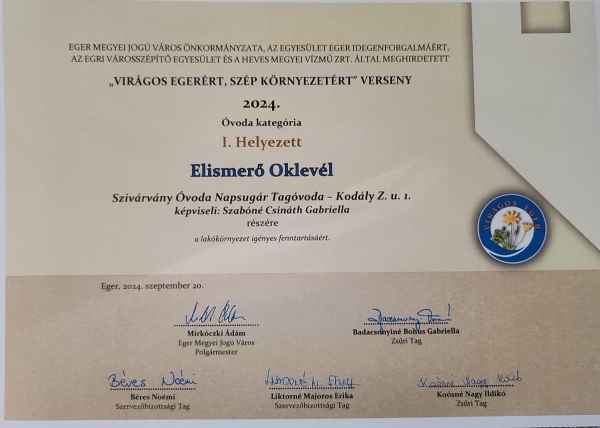 EGER MEGYEI JOGÚ VÁROS ÖNKORMÁNYZATA, AZ EGYESÜLET EGER IDEGENFORGALMÁÉRT,
AZ EGRI VÁROSSZÉPÍTŐ EGYESÜLET ÉS A HEVES MEGYEI VÍZMŰ ZRT. ÁLTAL MEGHIRDETETT
„VIRÁGOS EGERÉRT, SZÉP KÖRNYEZETÉRT” VERSENY
2024.
Óvoda kategória
I. Helyezett
Elismerő Oklevél
Szivárvány Óvoda Napsugár Tagóvoda – Kodály Z. u. 1.
képviseli: Szabóné Csináth Gabriella
részére
a lakókörnyezet igényes fenntartásáért.
VIRÁGOS EGER
Eger, 2024. szeptember 20.
Mirkóczki Ádám
Eger Megyei Jogú Város
Polgármester
Badacsonyiné Bohus Gabriella
Zsűri Tag
Béres Noémi
Béres Noémi
Szervezőbizottsági Tag
Liktorné Majoros Erika
Szervezőbizottsági Tag
Koósné Nagy Ildikó
Koósné Nagy Ildikó
Zsűri Tag